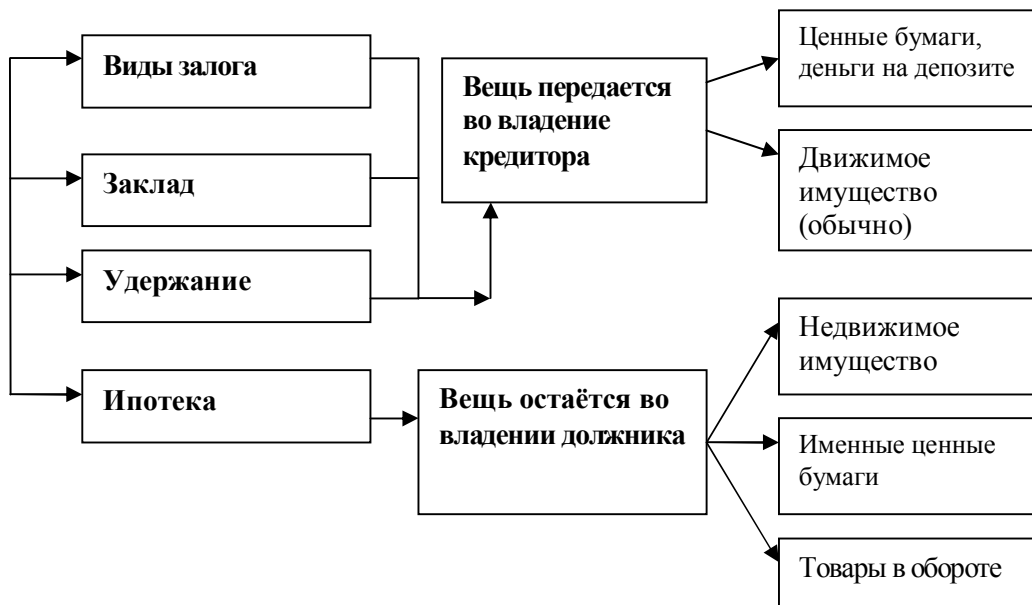 Виды залога
Заклад
Удержание
Ипотека
Вещь передается
во владение
кредитора
Вещь остаётся во
владении должника
Ценные бумаги,
деньги на депозите
Движимое
имущество
(обычно)
Недвижимое
имущество
Именные ценные
бумаги
Товары в обороте